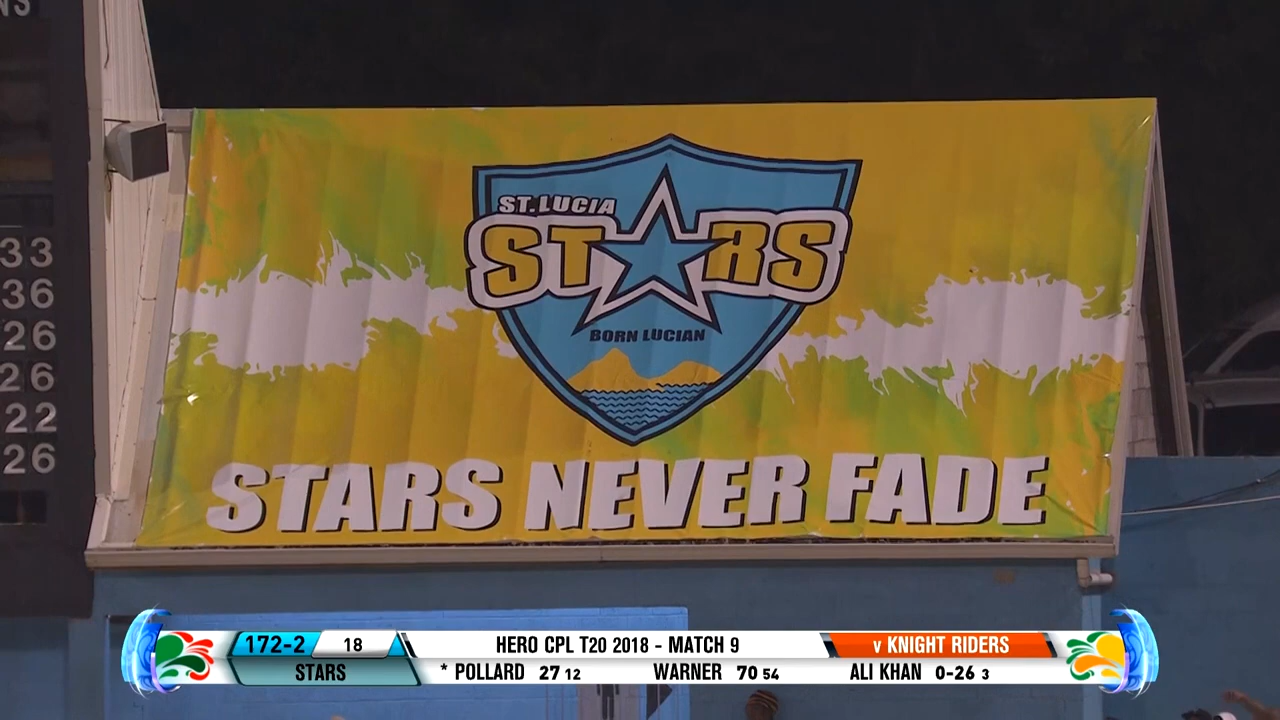 NS
33
36
26
26
22
26
ST. LUCIA
STARS
BORN LUCIAN
STARS NEVER FADE
172-2 18 HERO CPL T20 2018 - MATCH 9 v KNIGHT RIDERS
STARS * POLLARD 27 12 WARNER 70 54 ALI KHAN 0-26 3